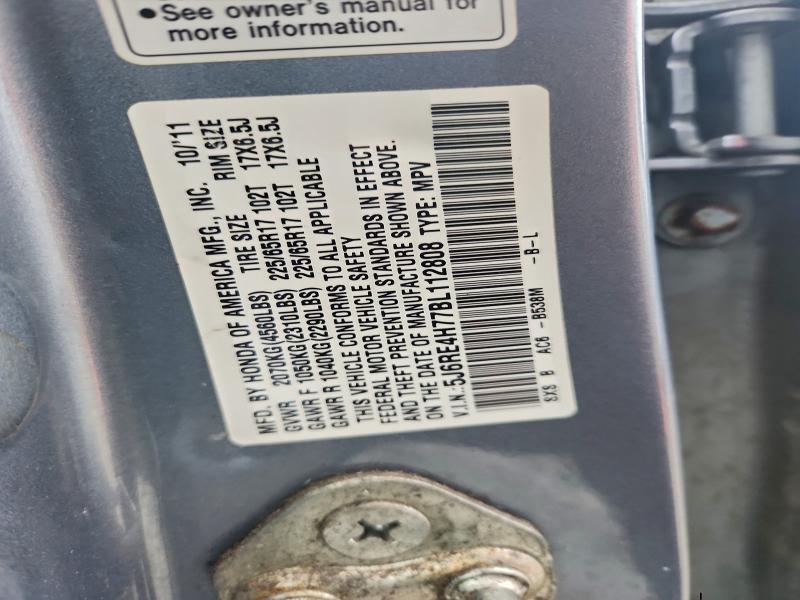 •See owner's manual for
more information.
MFD. BY HONDA OF AMERICA MFG., INC. 10/'11
GVWR 2070KG(4560LBS) TIRE SIZE RIM SIZE
GAWR F 1050KG(2310LBS) 225/65R17 102T 17X6.5J
GAWR R 1040KG(2290LBS) 225/65R17 102T 17X6.5J
THIS VEHICLE CONFORMS TO ALL APPLICABLE
FEDERAL MOTOR VEHICLE SAFETY
AND THEFT PREVENTION STANDARDS IN EFFECT
ON THE DATE OF MANUFACTURE SHOWN ABOVE.
V.I.N.:5J6RE4H77BL112808 TYPE: MPV
SXS B AC6 -B538M -B-L